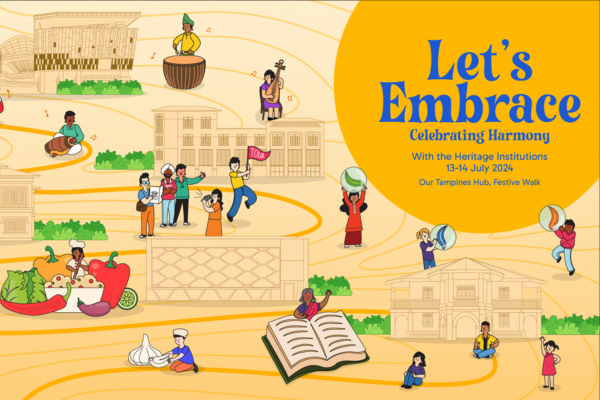 Let's
Embrace
Celebrating Harmony
With the Heritage Institutions
13-14 July 2024
Our Tampines Hub, Festive Walk
TOUR